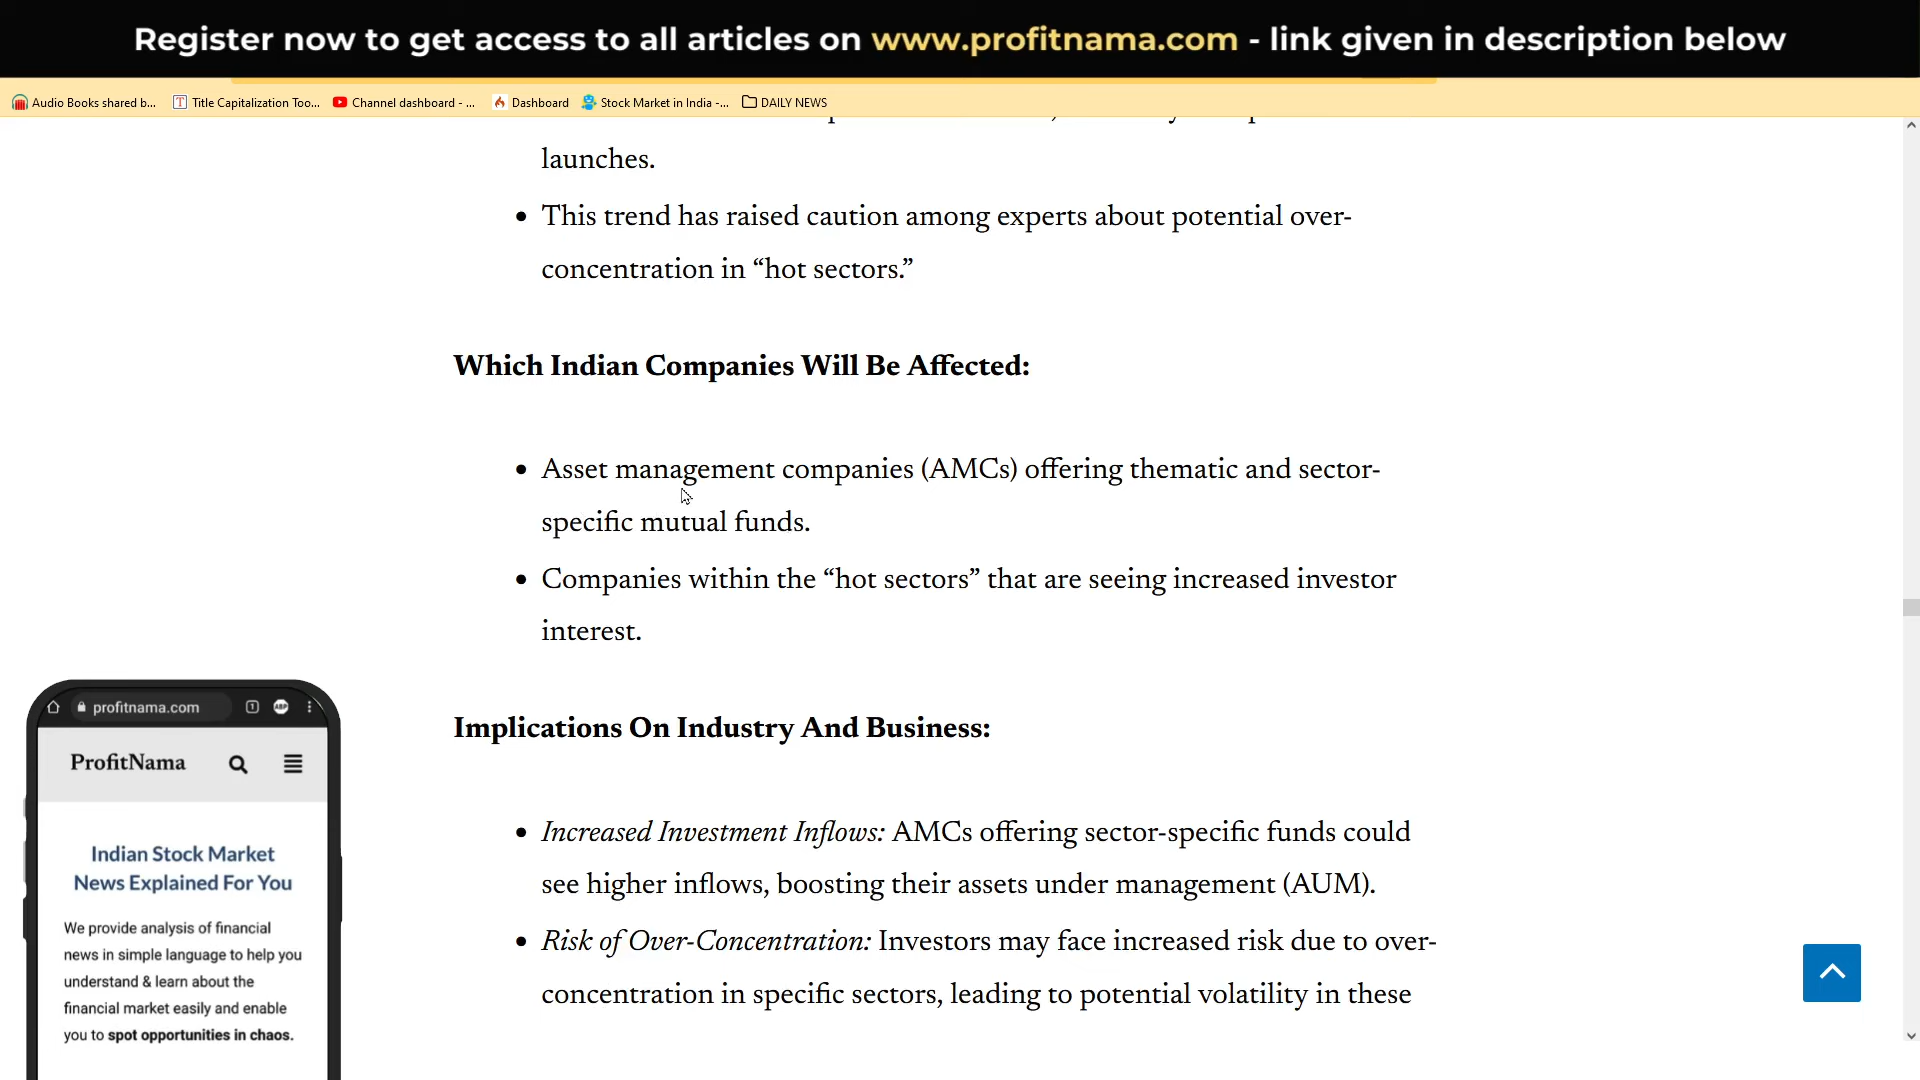 Register now to get access to all articles on www.profitnama.com - link given in description below
Audio Books shared b...
Title Capitalization Too...
Channel dashboard - ...
Dashboard
Stock Market in India -...
DAILY NEWS
launches.
• This trend has raised caution among experts about potential over-
concentration in “hot sectors.”
Which Indian Companies Will Be Affected:
• Asset management companies (AMCs) offering thematic and sector-
specific mutual funds.
• Companies within the “hot sectors” that are seeing increased investor
interest.
Implications On Industry And Business:
• Increased Investment Inflows: AMCs offering sector-specific funds could
see higher inflows, boosting their assets under management (AUM).
• Risk of Over-Concentration: Investors may face increased risk due to over-
concentration in specific sectors, leading to potential volatility in these
profitnama.com
1
ABP
ProfitNama
Indian Stock Market
News Explained For You
We provide analysis of financial
news in simple language to help you
understand & learn about the
financial market easily and enable
you to spot opportunities in chaos.